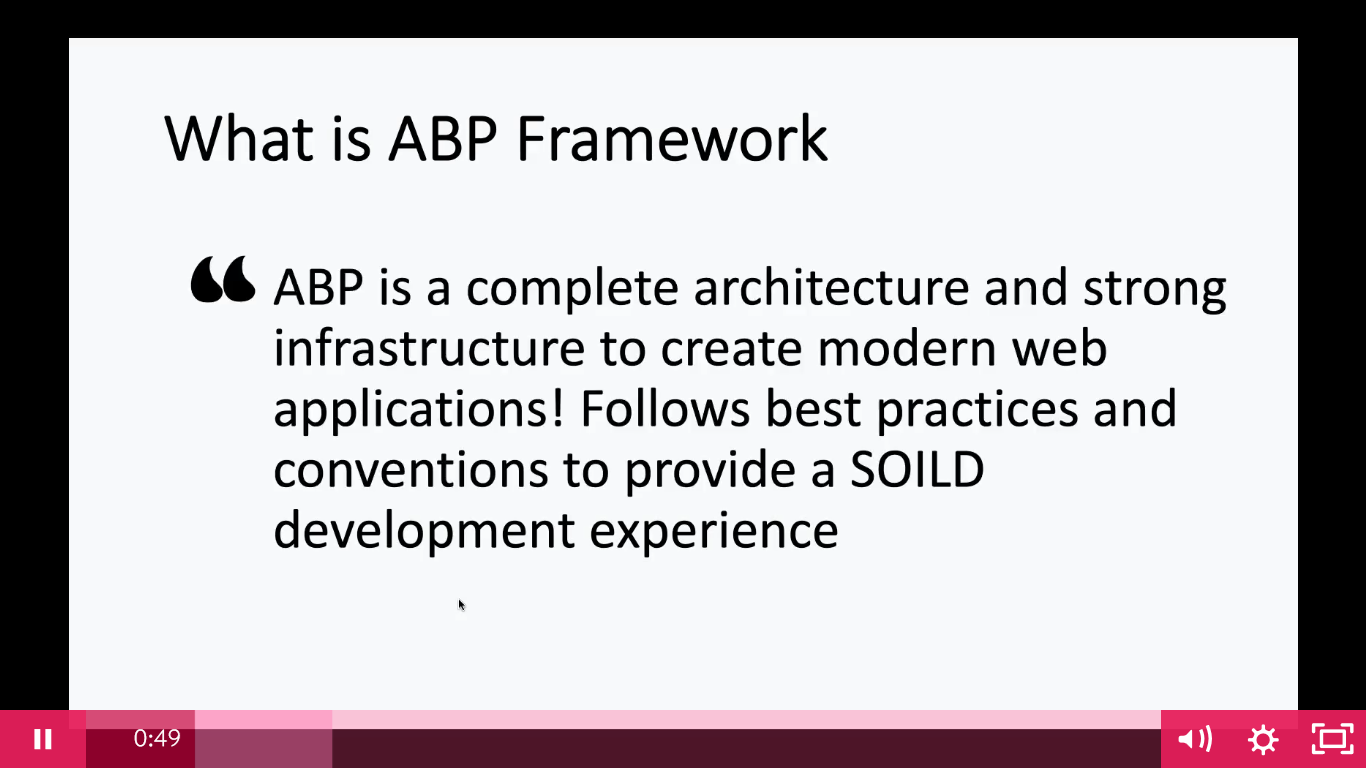 What is ABP Framework
“ ABP is a complete architecture and strong
infrastructure to create modern web
applications! Follows best practices and
conventions to provide a SOILD
development experience
0:49